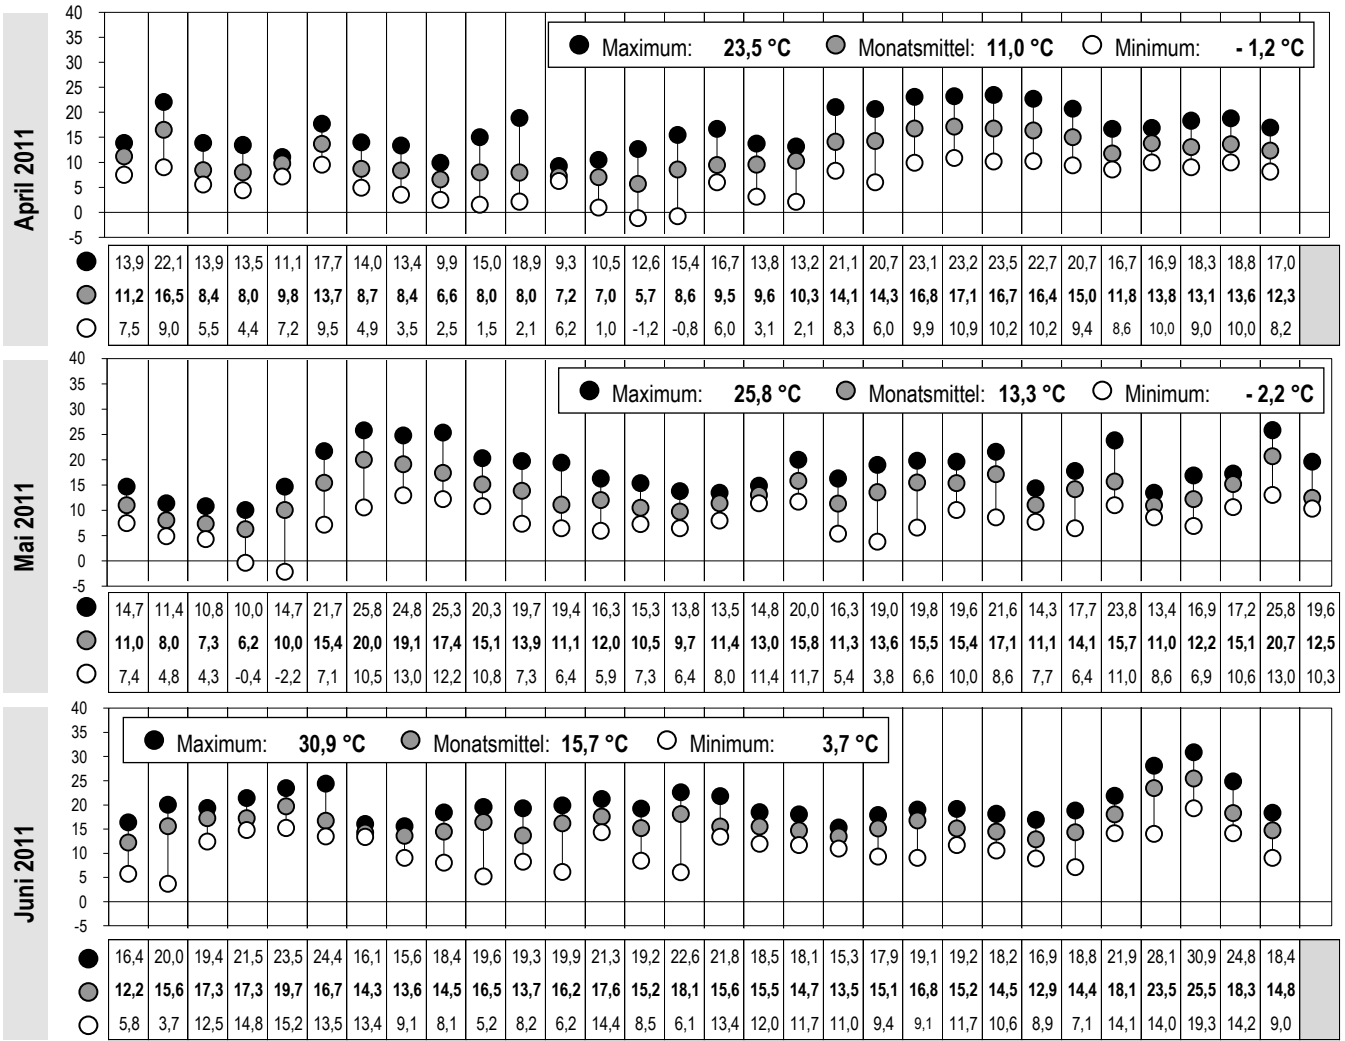 April 2011
40
35
30
25
20
15
10
5
0
-5
Maximum: 23,5 °C Monatsmittel: 11,0 °C Minimum: - 1,2 °C
13,9 22,1 13,9 13,5 11,1 17,7 14,0 13,4 9,9 15,0 18,9 9,3 10,5 12,6 15,4 16,7 13,8 13,2 21,1 20,7 23,1 23,2 23,5 22,7 20,7 16,7 16,9 18,3 18,8 17,0
11,2 16,5 8,4 8,0 9,8 13,7 8,7 8,4 6,6 8,0 8,0 7,2 7,0 5,7 8,6 9,5 9,6 10,3 14,1 14,3 16,8 17,1 16,7 16,4 15,0 11,8 13,8 13,1 13,6 12,3
7,5 9,0 5,5 4,4 7,2 9,5 4,9 3,5 2,5 1,5 2,1 6,2 1,0 -1,2 -0,8 6,0 3,1 2,1 8,3 6,0 9,9 10,9 10,2 10,2 9,4 8,6 10,0 9,0 10,0 8,2
Mai 2011
40
35
30
25
20
15
10
5
0
-5
Maximum: 25,8 °C Monatsmittel: 13,3 °C Minimum: - 2,2 °C
14,7 11,4 10,8 10,0 14,7 21,7 25,8 24,8 25,3 20,3 19,7 19,4 16,3 15,3 13,8 13,5 14,8 20,0 16,3 19,0 19,8 19,6 21,6 14,3 17,7 23,8 13,4 16,9 17,2 25,8 19,6
11,0 8,0 7,3 6,2 10,0 15,4 20,0 19,1 17,4 15,1 13,9 11,1 12,0 10,5 9,7 11,4 13,0 15,8 11,3 13,6 15,5 15,4 17,1 11,1 14,1 15,7 11,0 12,2 15,1 20,7 12,5
7,4 4,8 4,3 -0,4 -2,2 7,1 10,5 13,0 12,2 10,8 7,3 6,4 5,9 7,3 6,4 8,0 11,4 11,7 5,4 3,8 6,6 10,0 8,6 7,7 6,4 11,0 8,6 6,9 10,6 13,0 10,3
Juni 2011
40
35
30
25
20
15
10
5
0
-5
Maximum: 30,9 °C Monatsmittel: 15,7 °C Minimum: 3,7 °C
16,4 20,0 19,4 21,5 23,5 24,4 16,1 15,6 18,4 19,6 19,3 19,9 21,3 19,2 22,6 21,8 18,5 18,1 15,3 17,9 19,1 19,2 18,2 16,9 18,8 21,9 28,1 30,9 24,8 18,4
12,2 15,6 17,3 17,3 19,7 16,7 14,3 13,6 14,5 16,5 13,7 16,2 17,6 15,2 18,1 15,6 15,5 14,7 13,5 15,1 16,8 15,2 14,5 12,9 14,4 18,1 23,5 25,5 18,3 14,8
5,8 3,7 12,5 14,8 15,2 13,5 13,4 9,1 8,1 5,2 8,2 6,2 14,4 8,5 6,1 13,4 12,0 11,7 11,0 9,4 9,1 11,7 10,6 8,9 7,1 14,1 14,0 19,3 14,2 9,0